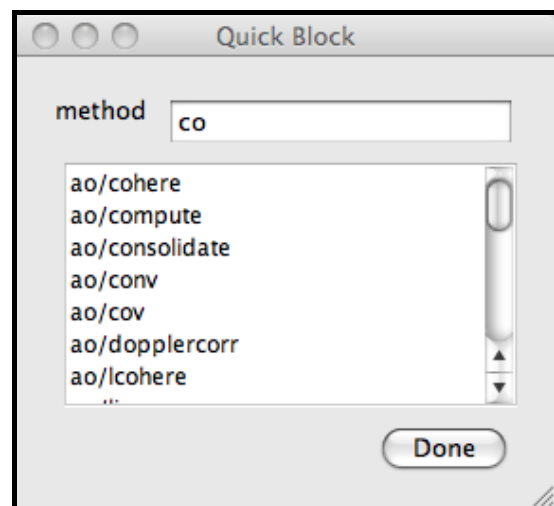 Quick Block
method
co
ao/cohere
ao/compute
ao/consolidate
ao/conv
ao/cov
ao/dopplercorr
ao/lcohere
Done